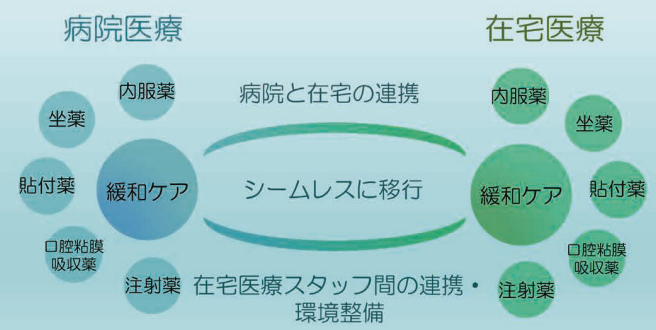 病院医療
在宅医療
内服薬
坐薬
貼付薬
口腔粘膜
吸収薬
注射薬
緩和ケア
病院と在宅の連携
シームレスに移行
在宅医療スタッフ間の連携・
環境整備
緩和ケア
内服薬
坐薬
貼付薬
口腔粘膜
吸収薬
注射薬